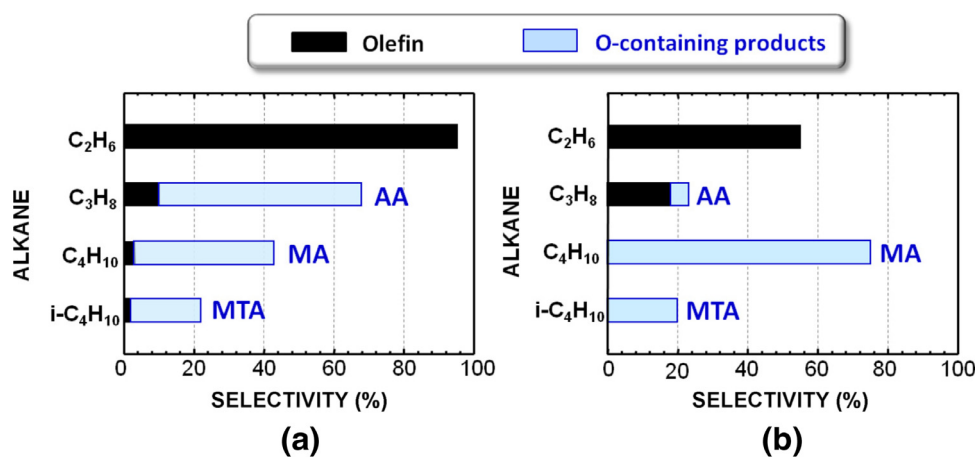 Olefin
O-containing products
ALKANE
C₂H₆
C₃H₈
C₄H₁₀
i-C₄H₁₀
AA
MA
MTA
0 20 40 60 80 100
SELECTIVITY (%)
(a)
ALKANE
C₂H₆
C₃H₈
C₄H₁₀
i-C₄H₁₀
AA
MA
MTA
0 20 40 60 80 100
SELECTIVITY (%)
(b)